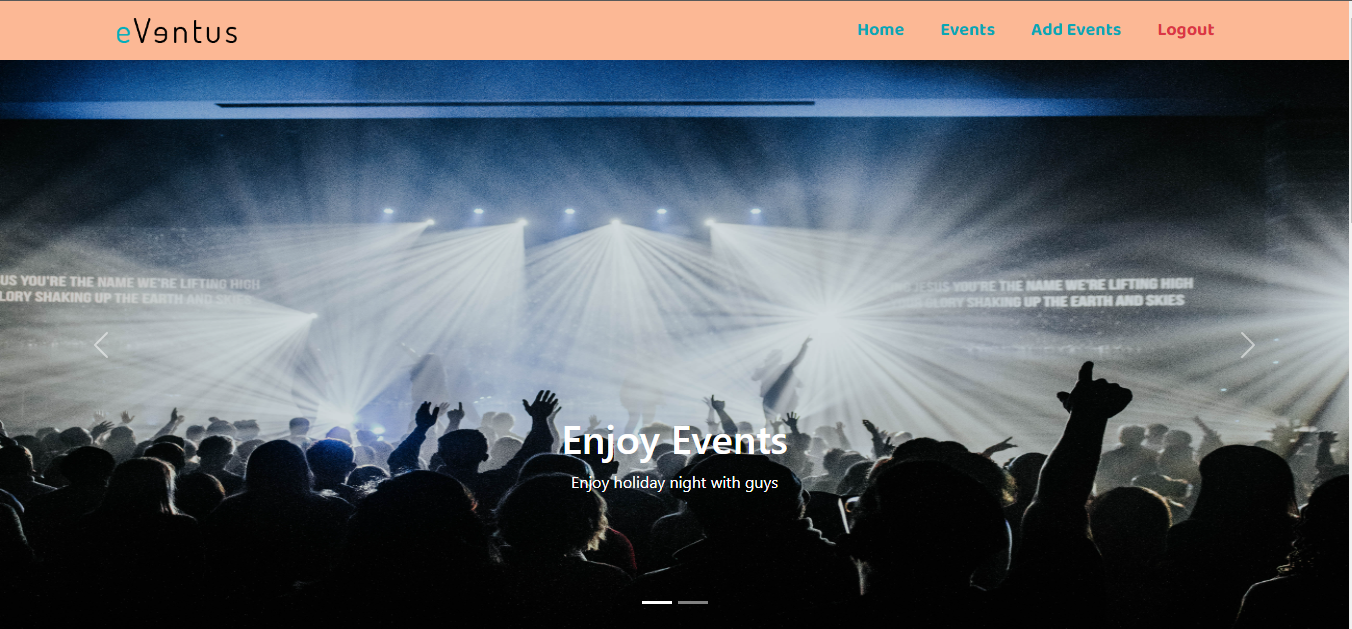 eVentus
Home Events Add Events Logout
US YOU'RE THE NAME WE'RE LIFTING HIGH
LORY SHAKING UP THE EARTH AND SKIES
JESUS YOU'RE THE NAME WE'RE LIFTING HIGH
GLORY SHAKING UP THE EARTH AND SKIES
Enjoy Events
Enjoy holiday night with guys